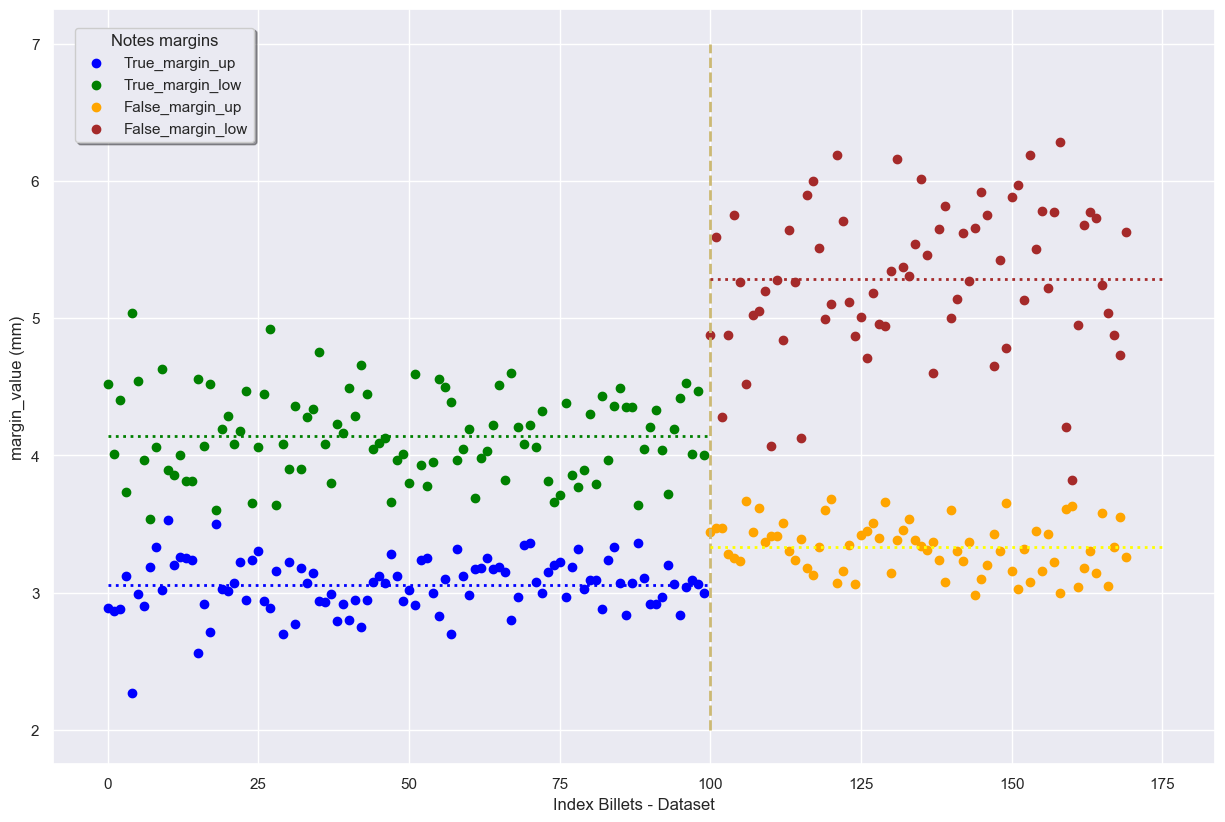 Notes margins
True_margin_up
True_margin_low
False_margin_up
False_margin_low
7
6
5
4
3
2
margin_value (mm)
0 25 50 75 100 125 150 175
Index Billets - Dataset